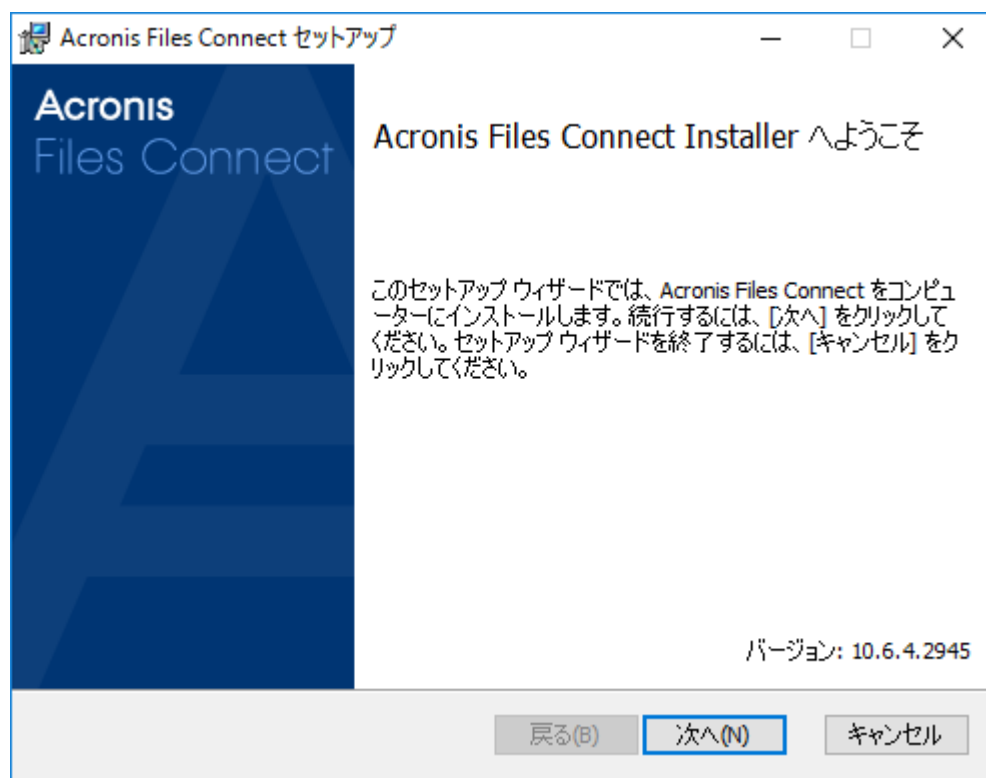 Acronis Files Connect セットアップ
Acronis
Files Connect
Acronis Files Connect Installer へようこそ
このセットアップ ウィザードでは、Acronis Files Connect をコンピュ
ーターにインストールします。続行するには、[次へ] をクリックして
ください。セットアップ ウィザードを終了するには、[キャンセル] をク
リックしてください。
バージョン: 10.6.4.2945
戻る(B) 次へ(N) キャンセル